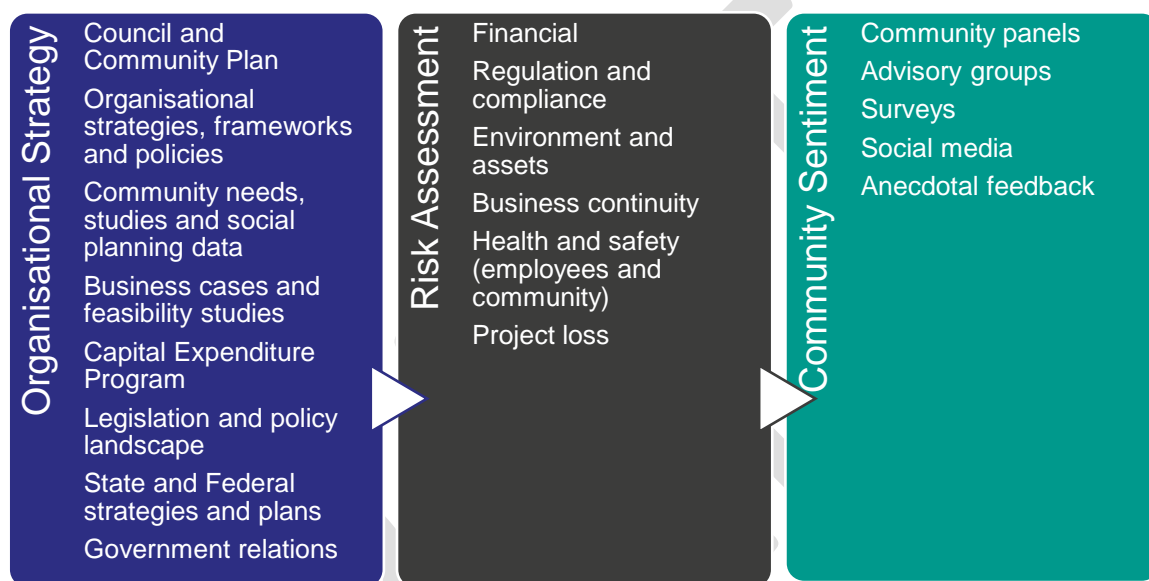 Organisational Strategy
Council and
Community Plan
Organisational
strategies, frameworks
and policies
Community needs,
studies and social
planning data
Business cases and
feasibility studies
Capital Expenditure
Program
Legislation and policy
landscape
State and Federal
strategies and plans
Government relations
Risk Assessment
Financial
Regulation and
compliance
Environment and
assets
Business continuity
Health and safety
(employees and
community)
Project loss
Community Sentiment
Community panels
Advisory groups
Surveys
Social media
Anecdotal feedback